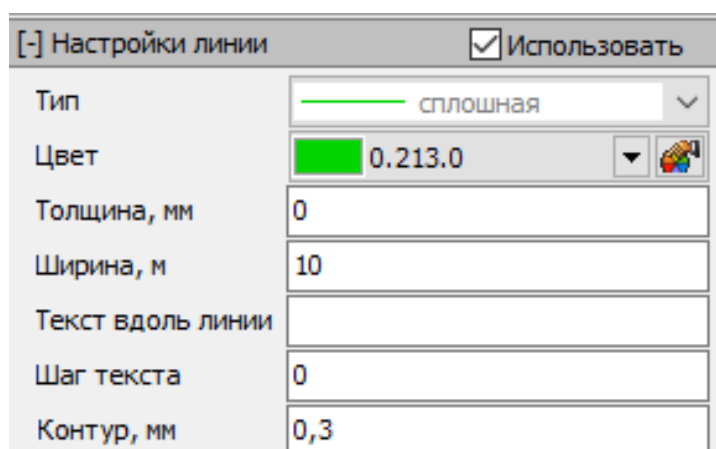 [-] Настройки линии Использовать
Тип сплошная
Цвет 0.213.0
Толщина, мм 0
Ширина, м 10
Текст вдоль линии
Шаг текста 0
Контур, мм 0,3